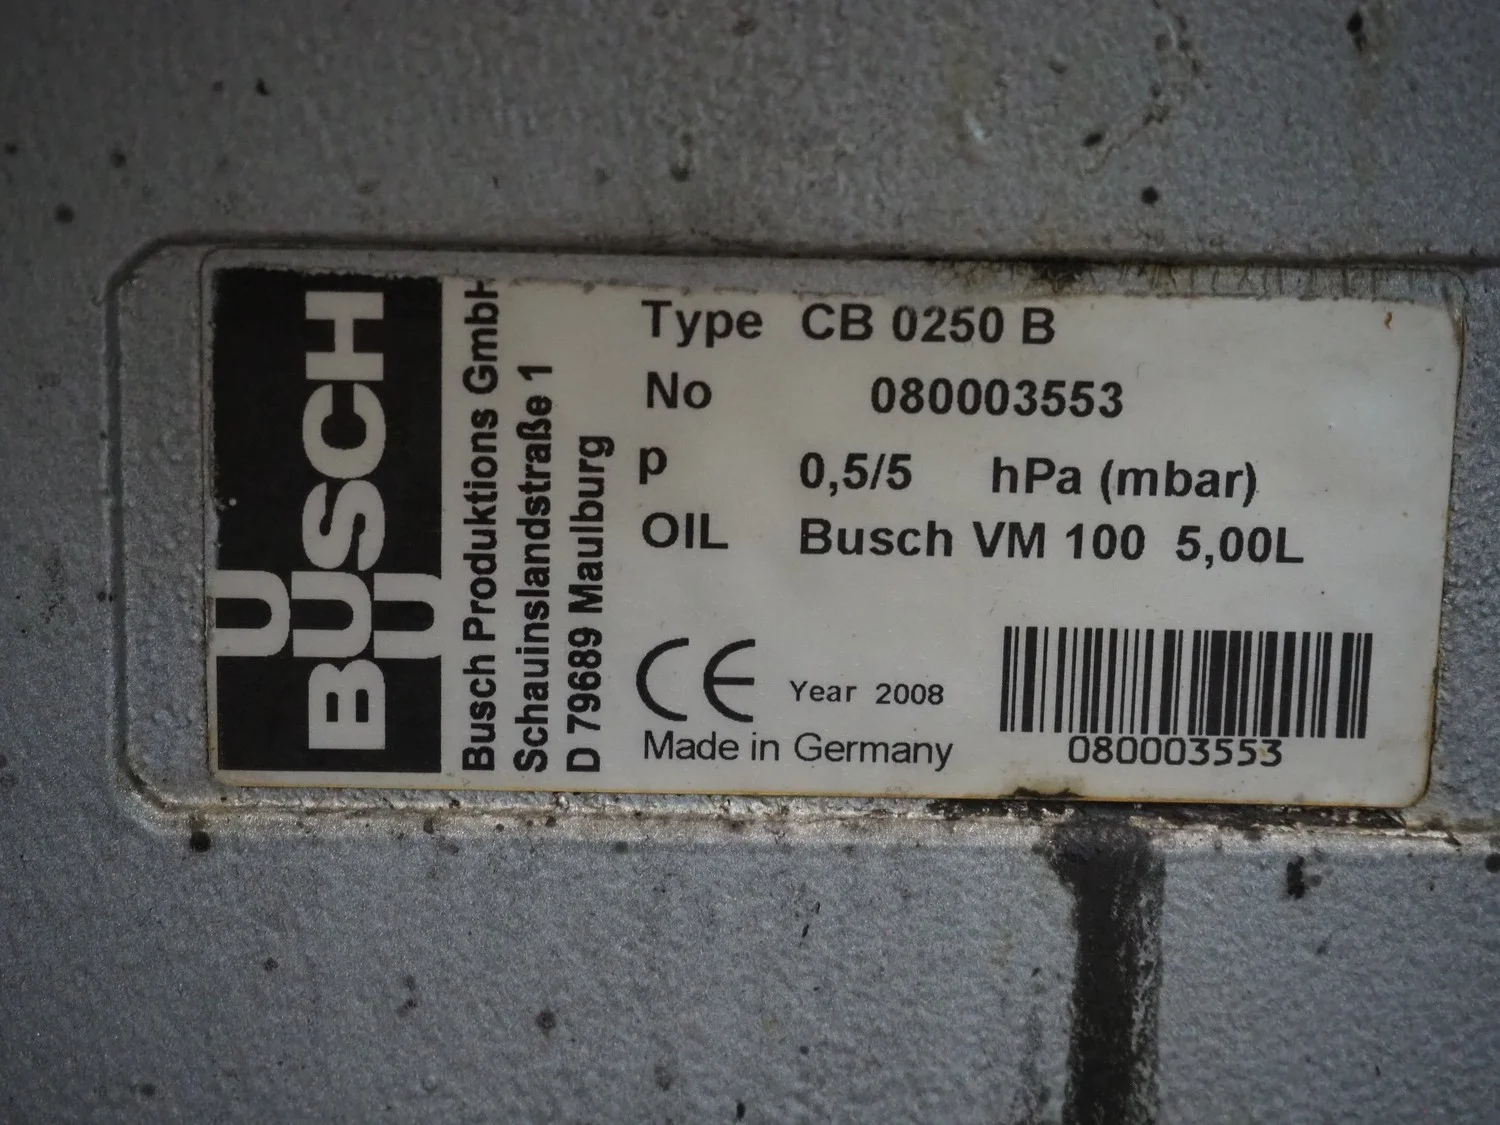 BUSCH
Busch Produktions GmbH
Schauinslandstraße 1
D 79689 Maulburg
Type CB 0250 B
No 080003553
p 0,5/5 hPa (mbar)
OIL Busch VM 100 5,00L
CE Year 2008
Made in Germany
080003553